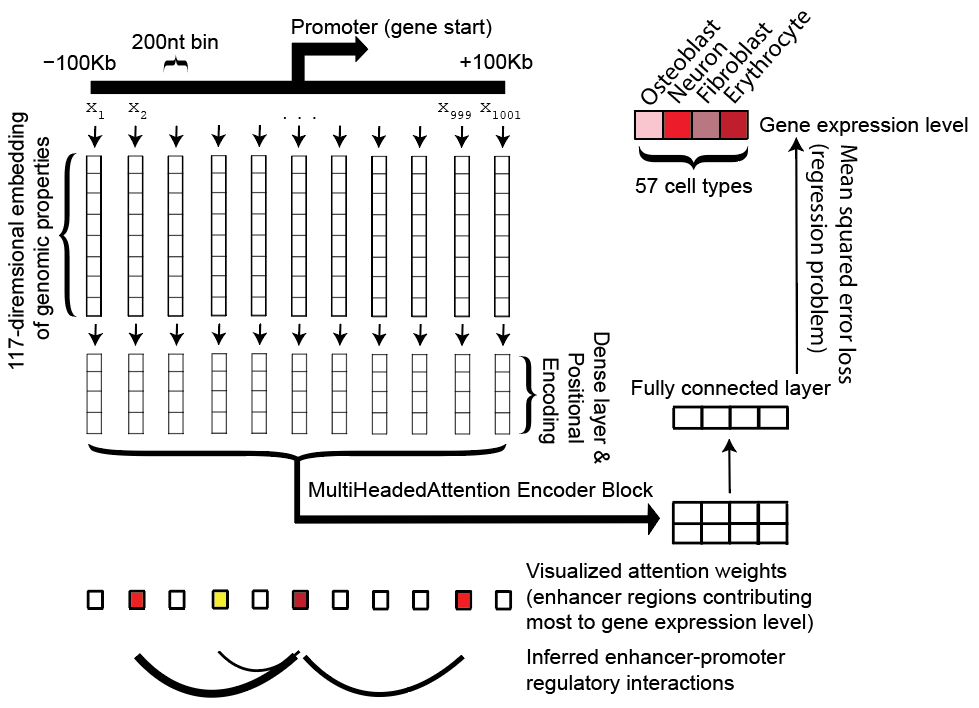 Promoter (gene start)
200nt bin
−100Kb
+100Kb
x1
x2
. . .
x999
x1001
117-diremsional embedding
of genomic properties
Dense layer &
Positional
Encoding
MultiHeadedAttention Encoder Block
Osteoblast
Neuron
Fibroblast
Erythrocyte
Gene expression level
57 cell types
Mean squared error loss
(regression problem)
Fully connected layer
Visualized attention weights
(enhancer regions contributing
most to gene expression level)
Inferred enhancer-promoter
regulatory interactions